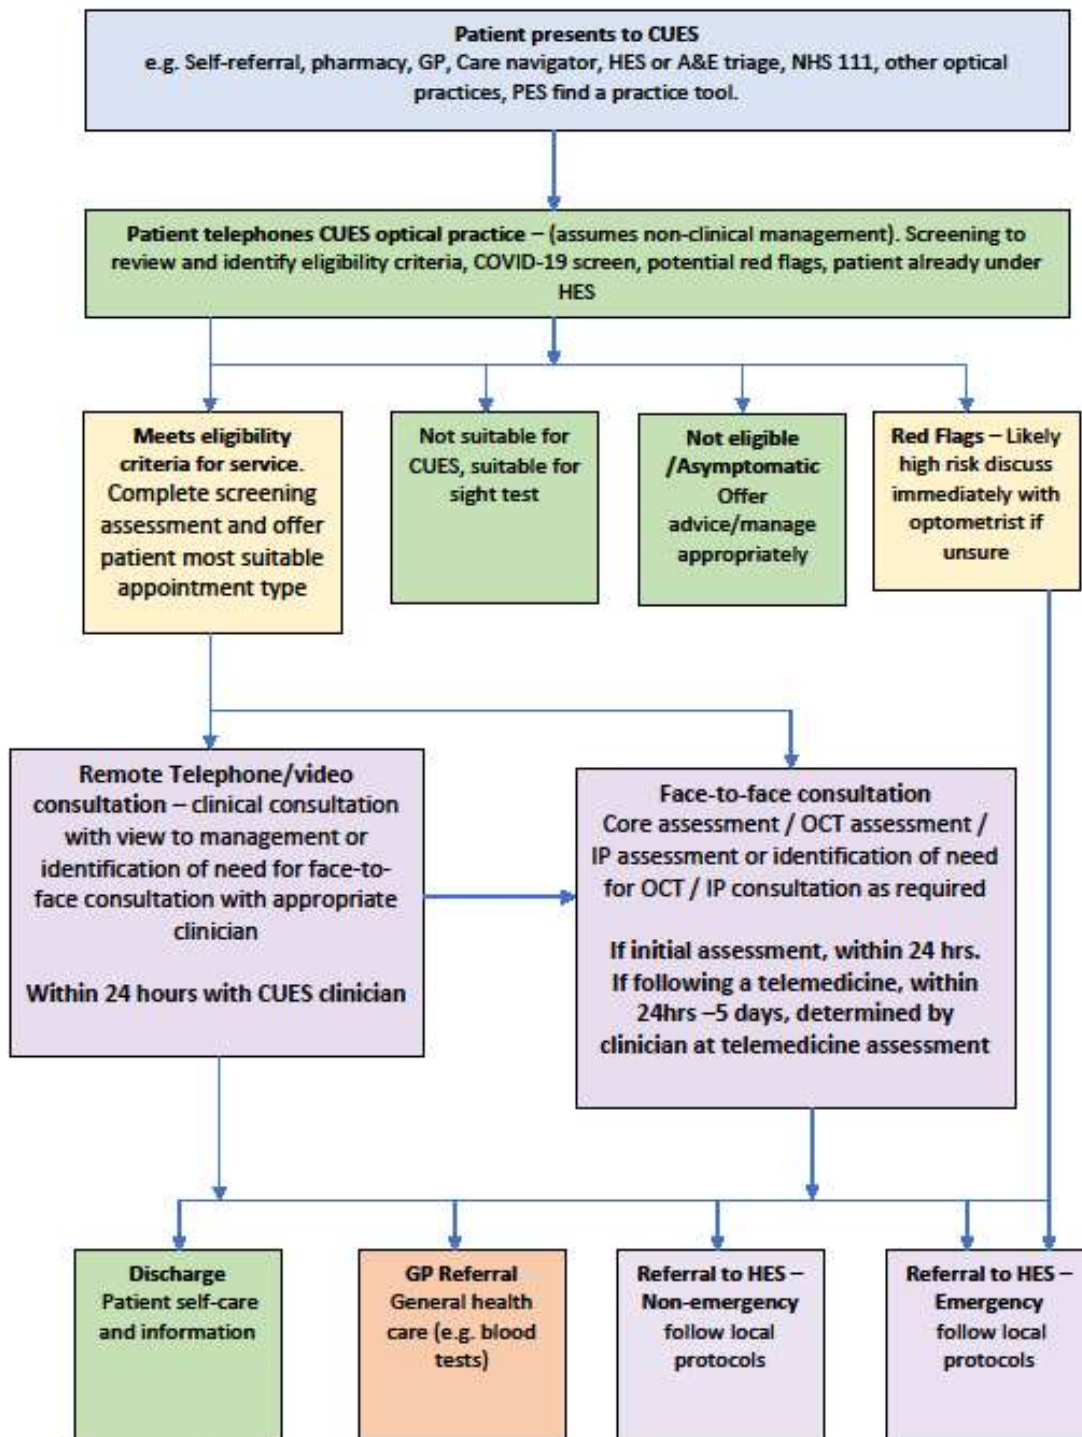 Patient presents to CUES
e.g. Self-referral, pharmacy, GP, Care navigator, HES or A&E triage, NHS 111, other optical
practices, PES find a practice tool.
Patient telephones CUES optical practice – (assumes non-clinical management). Screening to
review and identify eligibility criteria, COVID-19 screen, potential red flags, patient already under
HES
Meets eligibility
criteria for service.
Complete screening
assessment and offer
patient most suitable
appointment type
Not suitable for
CUES, suitable for
sight test
Not eligible
/Asymptomatic
Offer
advice/manage
appropriately
Red Flags – Likely
high risk discuss
immediately with
optometrist if
unsure
Remote Telephone/video
consultation – clinical consultation
with view to management or
identification of need for face-to-
face consultation with appropriate
clinician
Within 24 hours with CUES clinician
Face-to-face consultation
Core assessment / OCT assessment /
IP assessment or identification of need
for OCT / IP consultation as required
If initial assessment, within 24 hrs.
If following a telemedicine, within
24hrs –5 days, determined by
clinician at telemedicine assessment
Discharge
Patient self-care
and information
GP Referral
General health
care (e.g. blood
tests)
Referral to HES –
Non-emergency
follow local
protocols
Referral to HES –
Emergency
follow local
protocols